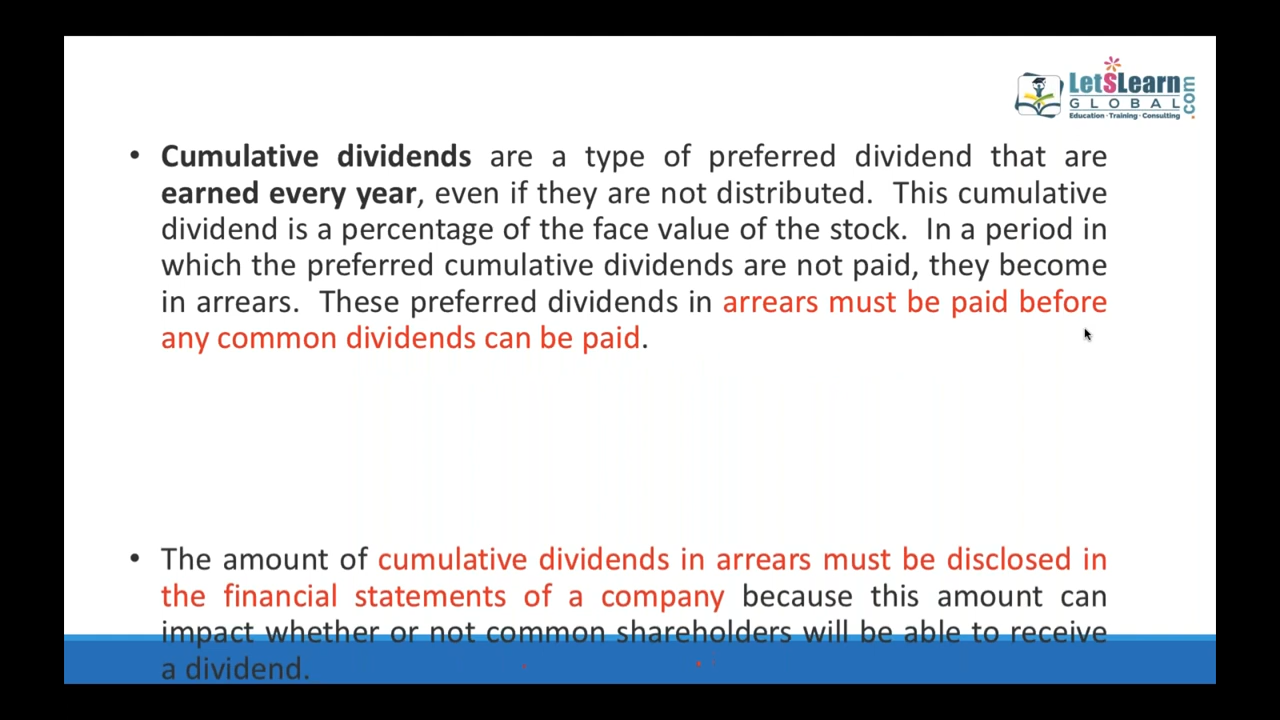 LetSLearn
GLOBAL
.com
Education · Training · Consulting
• Cumulative dividends are a type of preferred dividend that are
earned every year, even if they are not distributed. This cumulative
dividend is a percentage of the face value of the stock. In a period in
which the preferred cumulative dividends are not paid, they become
in arrears. These preferred dividends in arrears must be paid before
any common dividends can be paid.
• The amount of cumulative dividends in arrears must be disclosed in
the financial statements of a company because this amount can
impact whether or not common shareholders will be able to receive
a dividend.